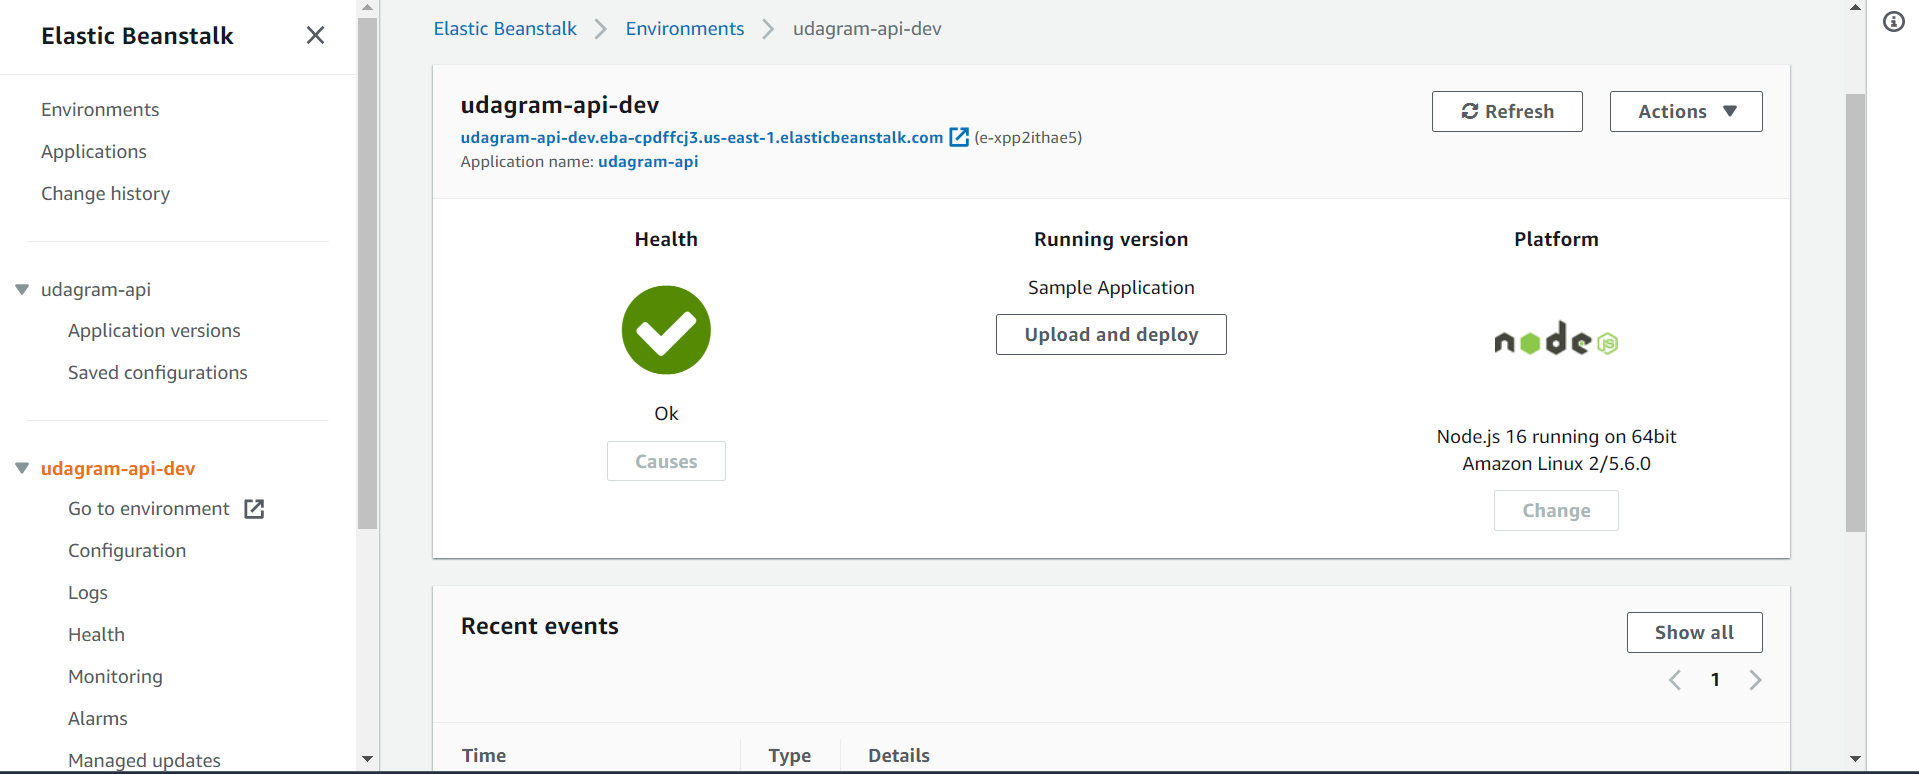 Elastic Beanstalk
Environments
Applications
Change history
udagram-api
Application versions
Saved configurations
udagram-api-dev
Go to environment
Configuration
Logs
Health
Monitoring
Alarms
Managed updates
Elastic Beanstalk Environments udagram-api-dev
udagram-api-dev
Refresh Actions
udagram-api-dev.eba-cpdffcj3.us-east-1.elasticbeanstalk.com (e-xpp2ithae5)
Application name: udagram-api
Health
Ok
Causes
Running version
Sample Application
Upload and deploy
Platform
node JS
Node.js 16 running on 64bit
Amazon Linux 2/5.6.0
Change
Recent events
Show all
1
Time Type Details